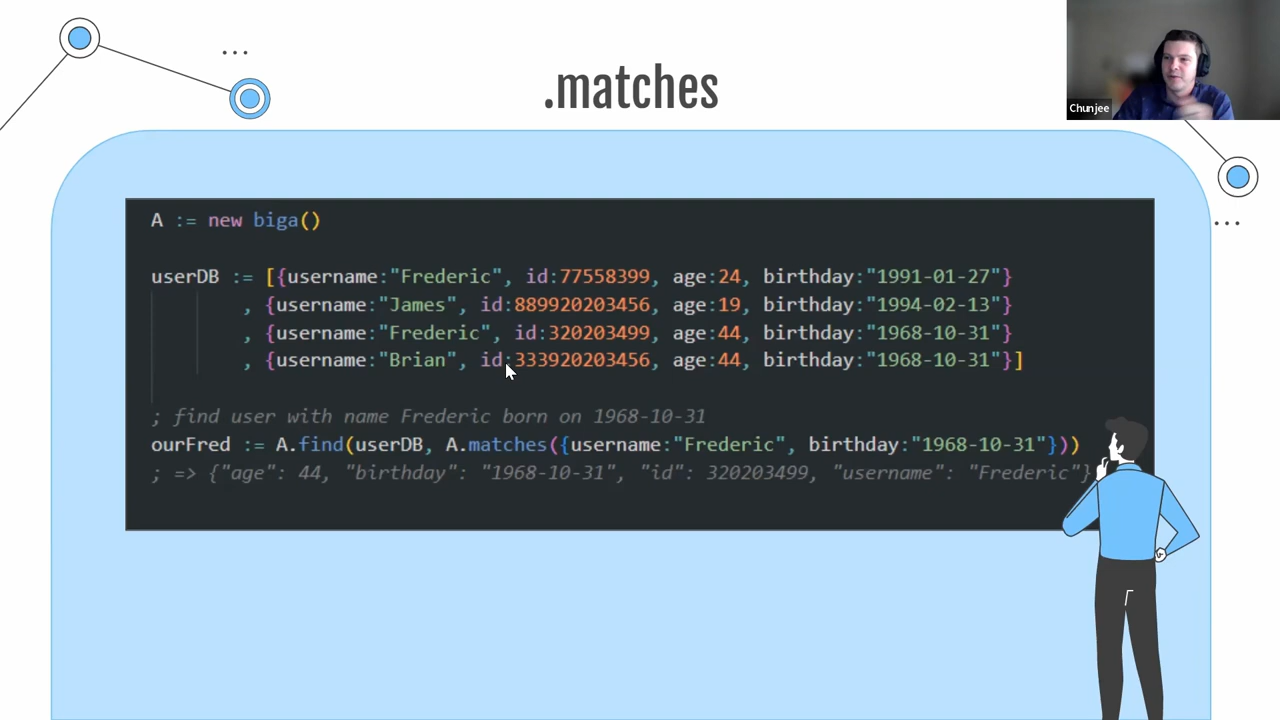 .matches
Chunjee
A := new biga()
userDB := [{username:"Frederic", id:77558399, age:24, birthday:"1991-01-27"}
, {username:"James", id:889920203456, age:19, birthday:"1994-02-13"}
, {username:"Frederic", id:320203499, age:44, birthday:"1968-10-31"}
, {username:"Brian", id:333920203456, age:44, birthday:"1968-10-31"}]
; find user with name Frederic born on 1968-10-31
ourFred := A.find(userDB, A.matches({username:"Frederic", birthday:"1968-10-31"}))
; => {"age": 44, "birthday": "1968-10-31", "id": 320203499, "username": "Frederic"}